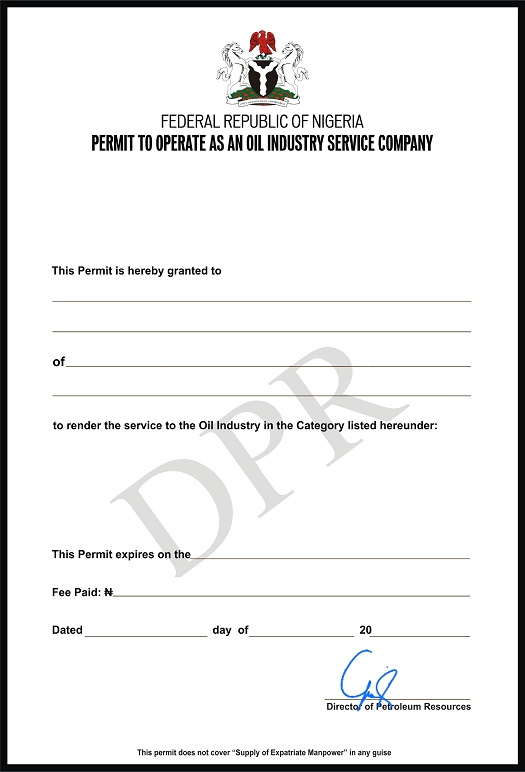 FEDERAL REPUBLIC OF NIGERIA
PERMIT TO OPERATE AS AN OIL INDUSTRY SERVICE COMPANY
This Permit is hereby granted to
of
to render the service to the Oil Industry in the Category listed hereunder:
DPR
This Permit expires on the
Fee Paid: ₦
Dated day of 20
Director of Petroleum Resources
This permit does not cover “Supply of Expatriate Manpower” in any guise